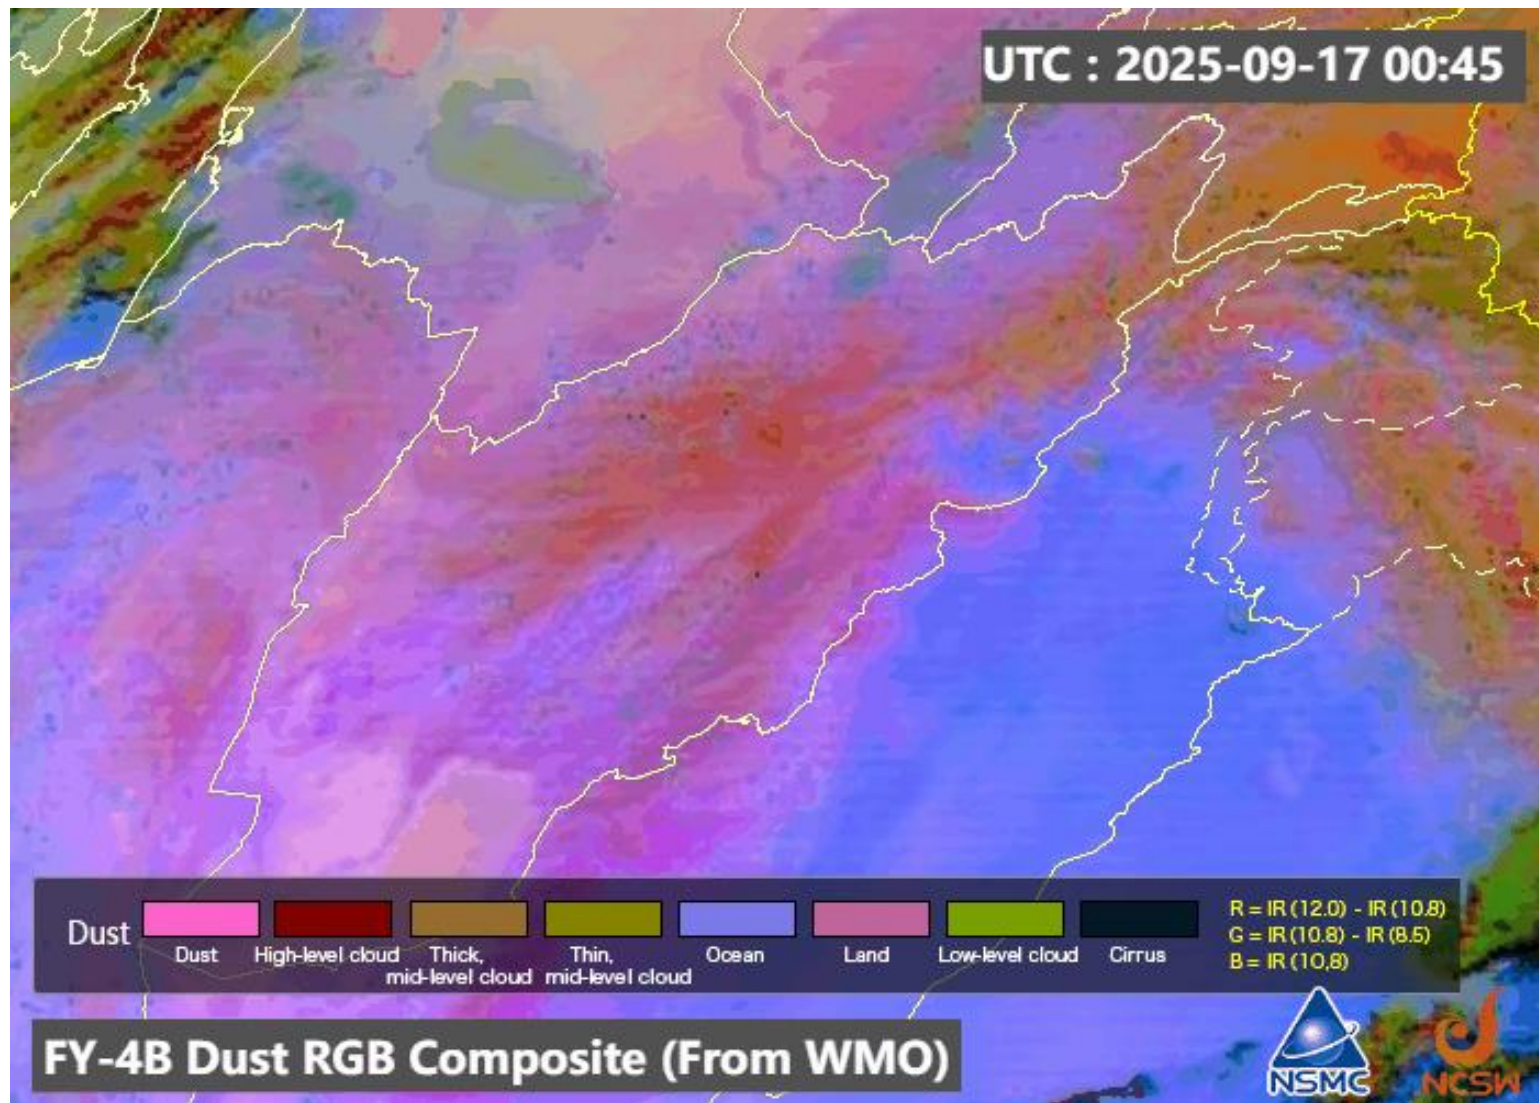 UTC : 2025-09-17 00:45
Dust
Dust
High-level cloud
Thick,
mid-level cloud
Thin,
mid-level cloud
Ocean
Land
Low-level cloud
Cirrus
R = IR (12.0) - IR (10.8)
G = IR (10.8) - IR (8.5)
B = IR (10,8)
FY-4B Dust RGB Composite (From WMO)
NSMC
NCSW